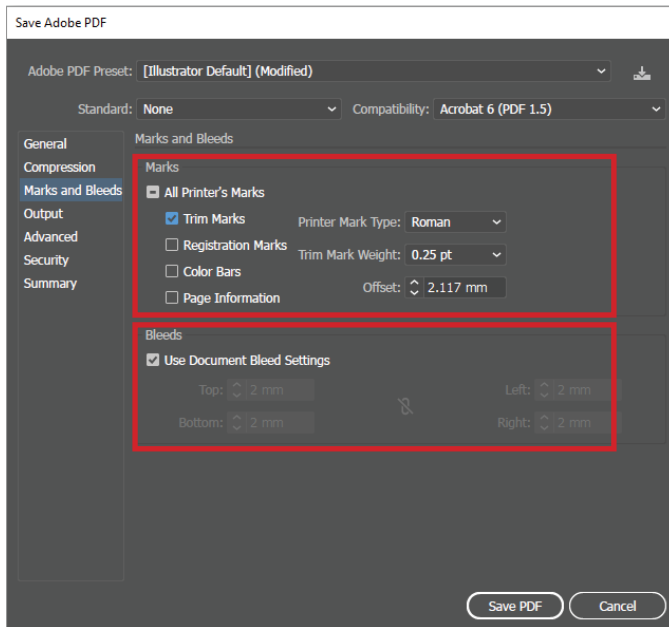 Save Adobe PDF
Adobe PDF Preset: [Illustrator Default] (Modified)
Standard: None Compatibility: Acrobat 6 (PDF 1.5)
General
Compression
Marks and Bleeds
Output
Advanced
Security
Summary
Marks and Bleeds
Marks
All Printer's Marks
Trim Marks
Registration Marks
Color Bars
Page Information
Printer Mark Type: Roman
Trim Mark Weight: 0.25 pt
Offset: 2.117 mm
Bleeds
Use Document Bleed Settings
Top: 2 mm Left: 2 mm
Bottom: 2 mm Right: 2 mm
Save PDF Cancel